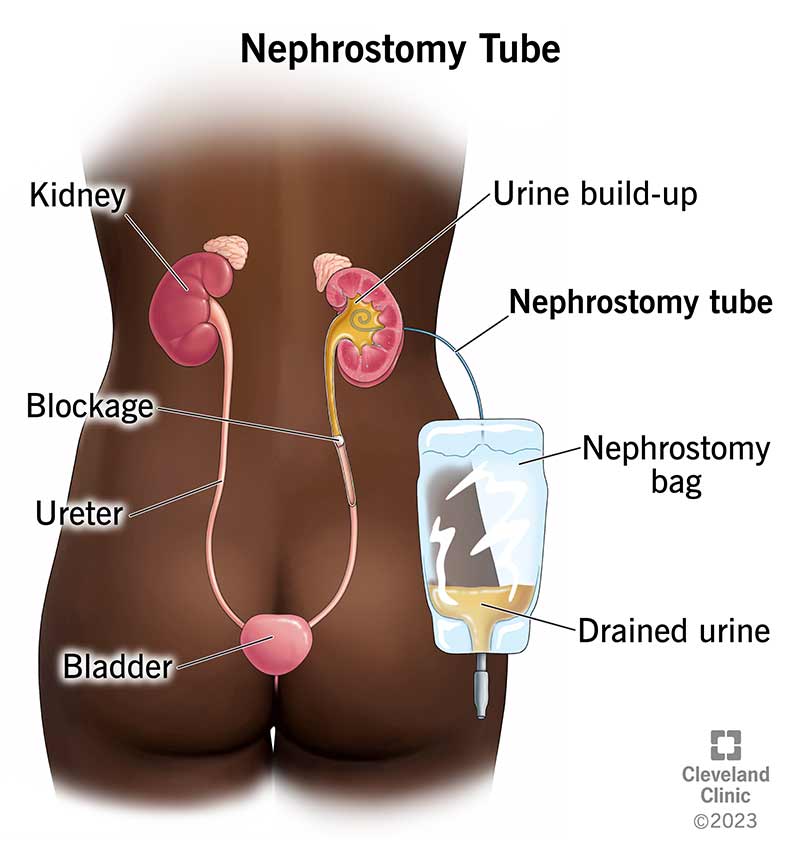 Nephrostomy Tube
Kidney
Urine build-up
Nephrostomy tube
Blockage
Nephrostomy
bag
Ureter
Drained urine
Bladder
Cleveland
Clinic
©2023